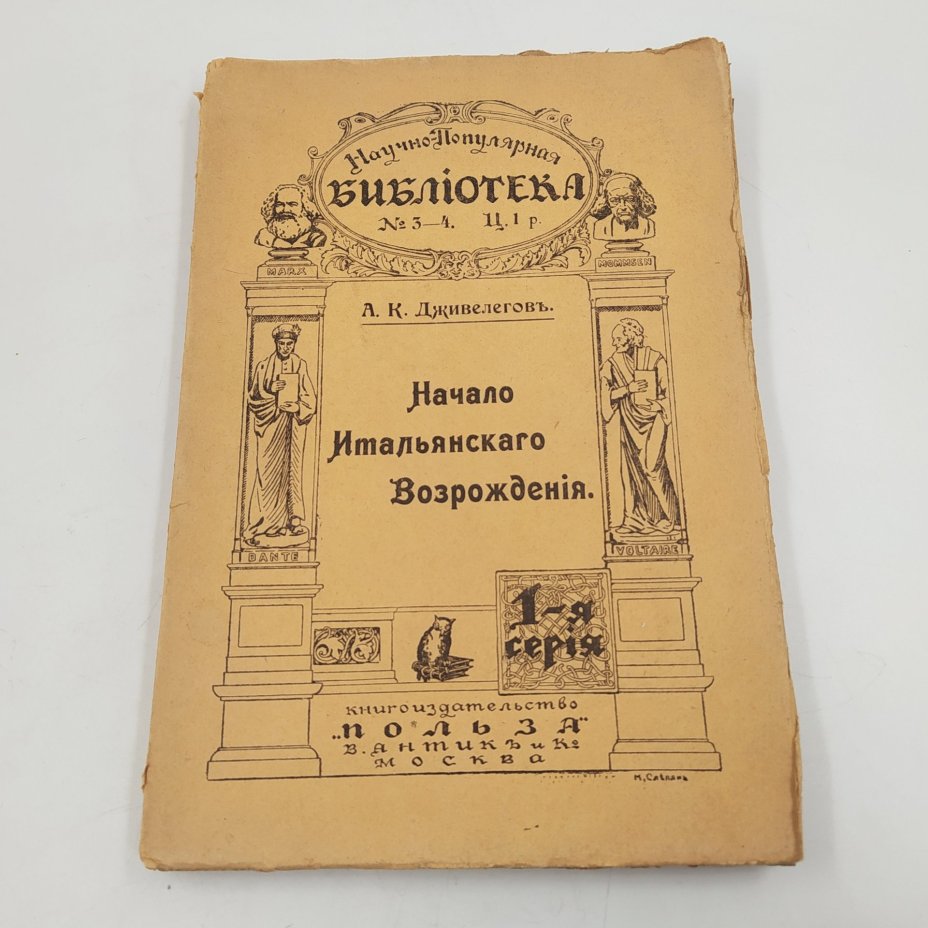 Научно-Популярная
БИБЛІОТЕКА
№ 3—4. Ц. 1 р.
MARX
MOMMSEN
А. К. Дживелеговъ.
Начало
Итальянскаго
Возрожденія.
DANTE
VOLTAIRE
1-я
серія
книгоиздательство
„ПОЛЬЗА“
В. АНТИКЪ и Ко
МОСКВА